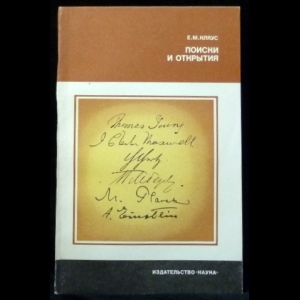 Е.М.КЛЯУС
ПОИСКИ
И ОТКРЫТИЯ
Thomas Young
J Clerk Maxwell
M. Planck
A. Einstein
ИЗДАТЕЛЬСТВО «НАУКА»